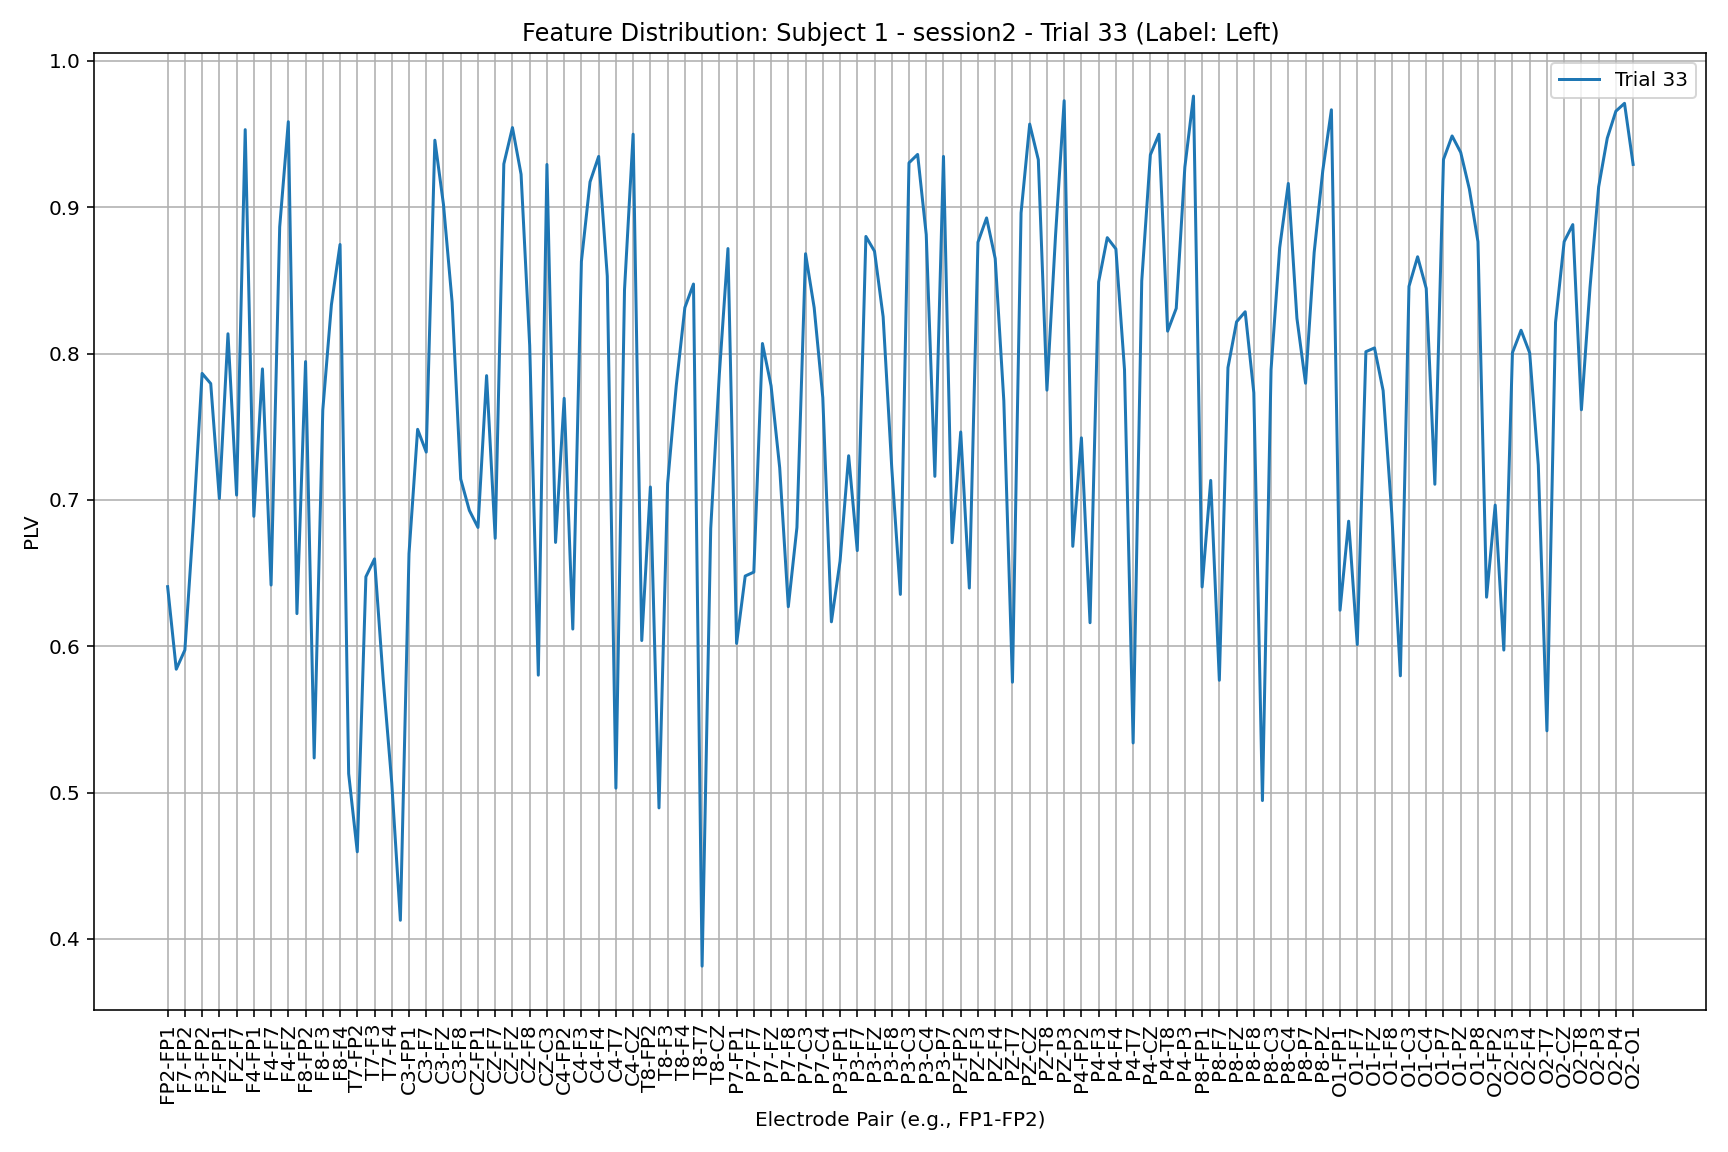 Feature Distribution: Subject 1 - session2 - Trial 33 (Label: Left)
Trial 33
PLV
1.0
0.9
0.8
0.7
0.6
0.5
0.4
FP2-FP1
F7-FP2
F3-FP2
FZ-FP1
FZ-F7
F4-FP1
F4-F7
F4-FZ
F8-FP2
F8-F3
F8-F4
T7-FP2
T7-F3
T7-F4
C3-FP1
C3-F7
C3-FZ
C3-F8
CZ-FP1
CZ-F7
CZ-FZ
CZ-F8
CZ-C3
C4-FP2
C4-F3
C4-F4
C4-T7
C4-CZ
T8-FP2
T8-F3
T8-F4
T8-T7
T8-CZ
P7-FP1
P7-F7
P7-FZ
P7-F8
P7-C3
P7-C4
P3-FP1
P3-F7
P3-FZ
P3-F8
P3-C3
P3-C4
P3-P7
PZ-FP2
PZ-F3
PZ-F4
PZ-T7
PZ-CZ
PZ-T8
PZ-P3
P4-FP2
P4-F3
P4-F4
P4-T7
P4-CZ
P4-T8
P4-P3
P8-FP1
P8-F7
P8-FZ
P8-F8
P8-C3
P8-C4
P8-P7
P8-PZ
O1-FP1
O1-F7
O1-FZ
O1-F8
O1-C3
O1-C4
O1-P7
O1-PZ
O1-P8
O2-FP2
O2-F3
O2-F4
O2-T7
O2-CZ
O2-T8
O2-P3
O2-P4
O2-O1
Electrode Pair (e.g., FP1-FP2)